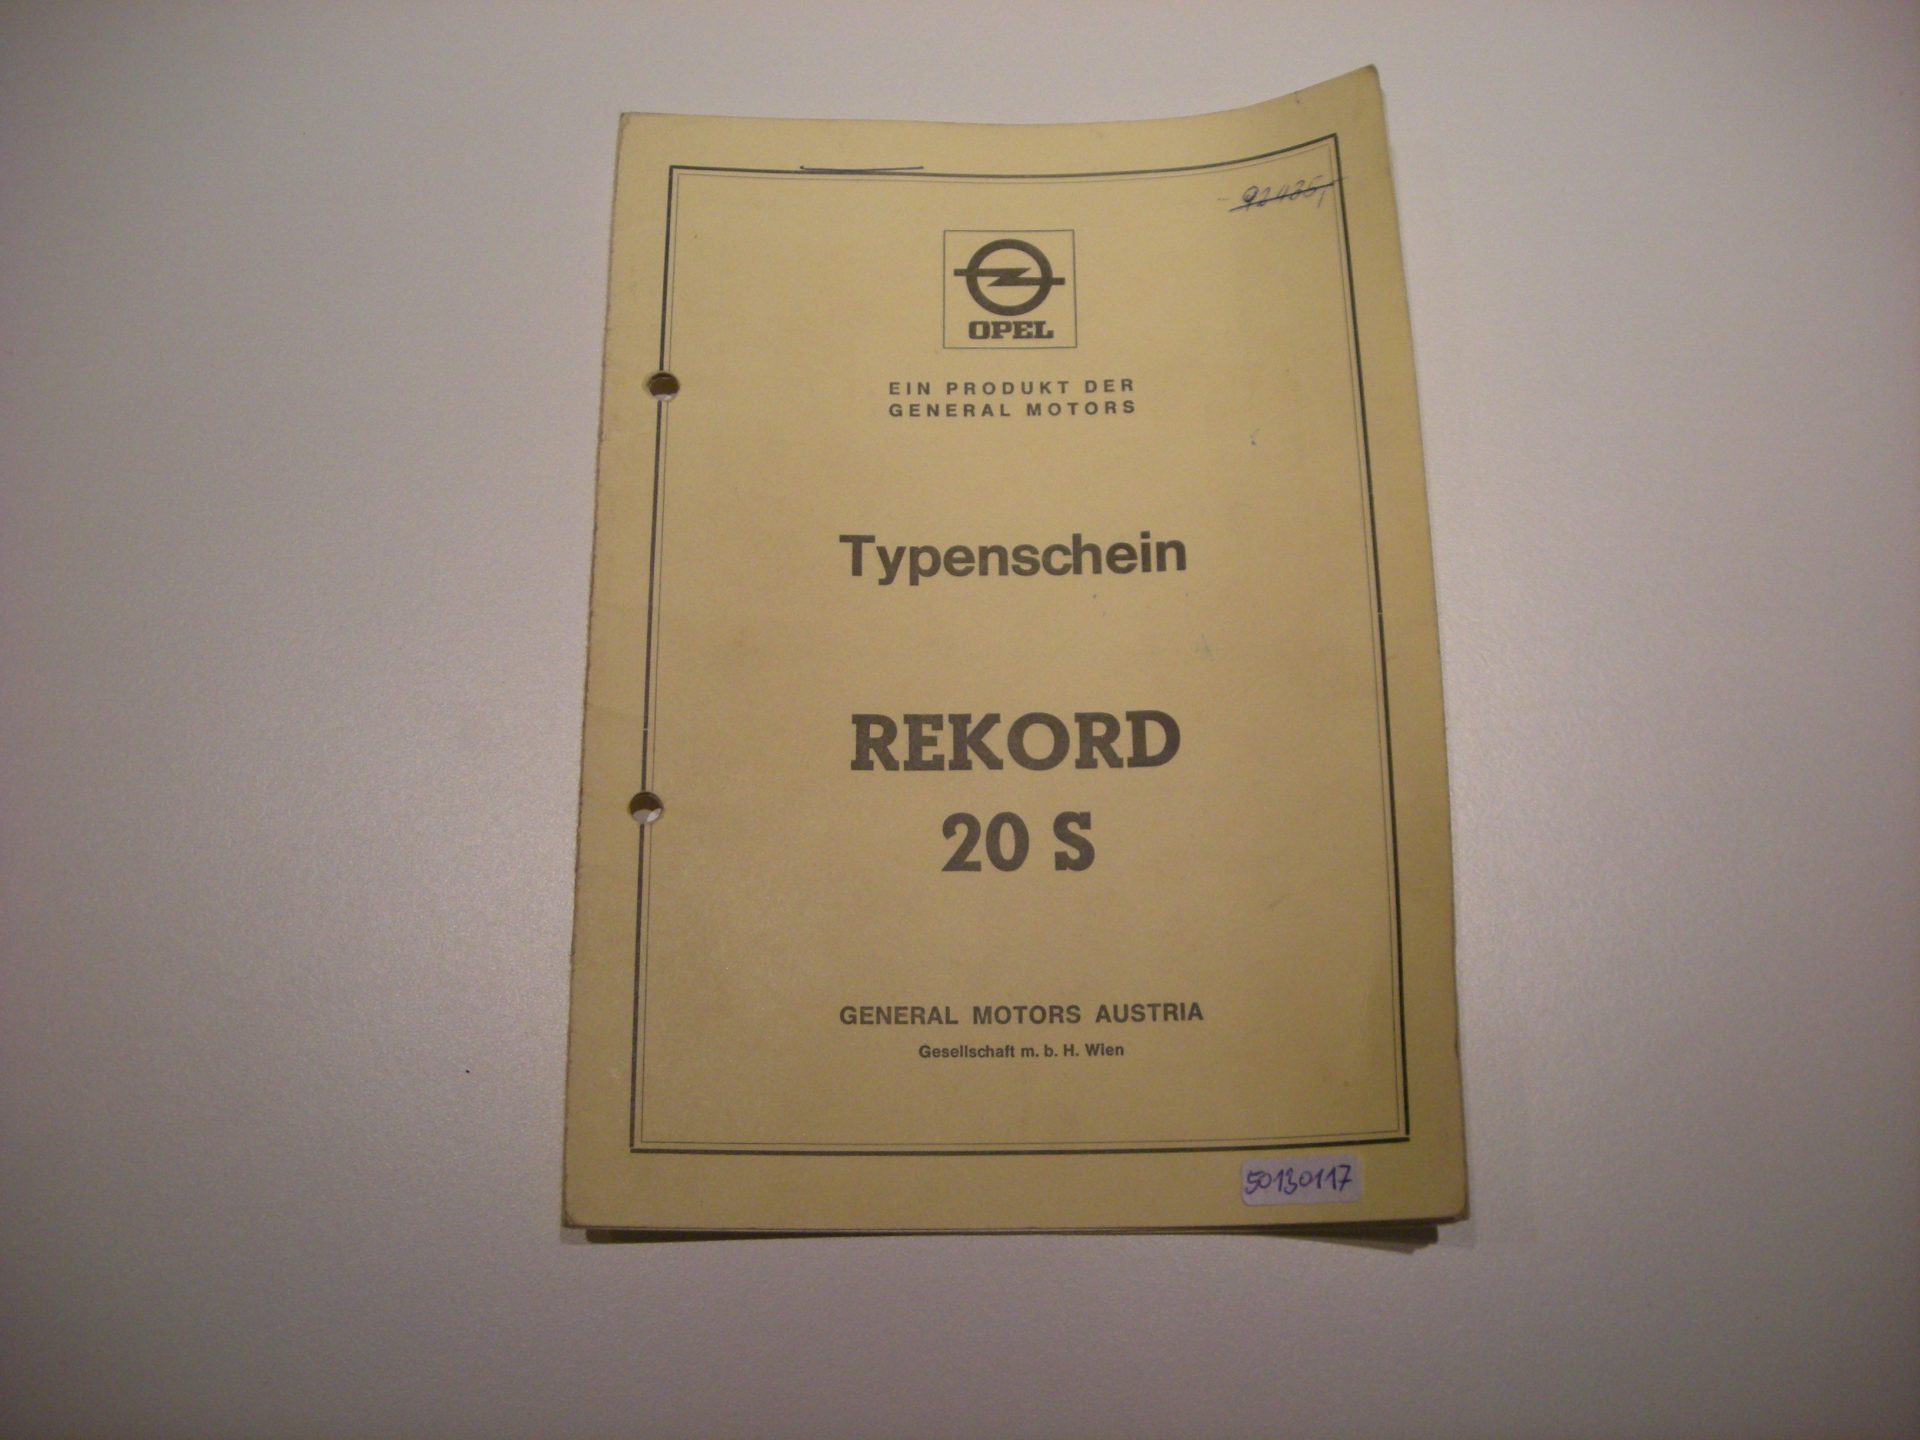 OPEL
EIN PRODUKT DER
GENERAL MOTORS
Typenschein
REKORD
20 S
GENERAL MOTORS AUSTRIA
Gesellschaft m. b. H. Wien
50130117